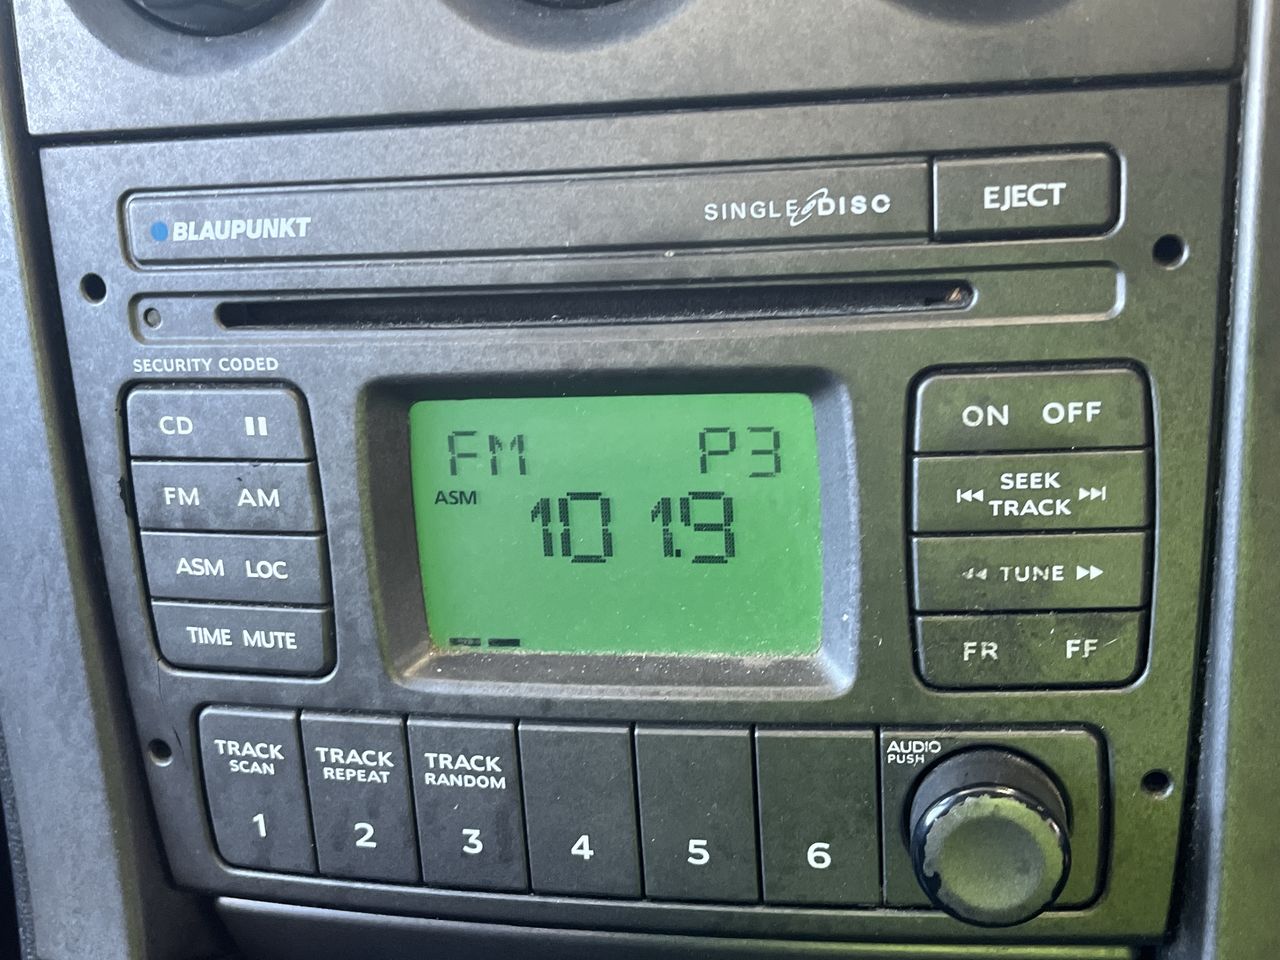 BLAUPUNKT
SINGLE DISC
EJECT
SECURITY CODED
CD
FM AM
ASM LOC
TIME MUTE
FM P3
ASM
101.9
ON OFF
SEEK
TRACK
TUNE
FR FF
TRACK
SCAN
1
TRACK
REPEAT
2
TRACK
RANDOM
3
4
5
6
AUDIO
PUSH